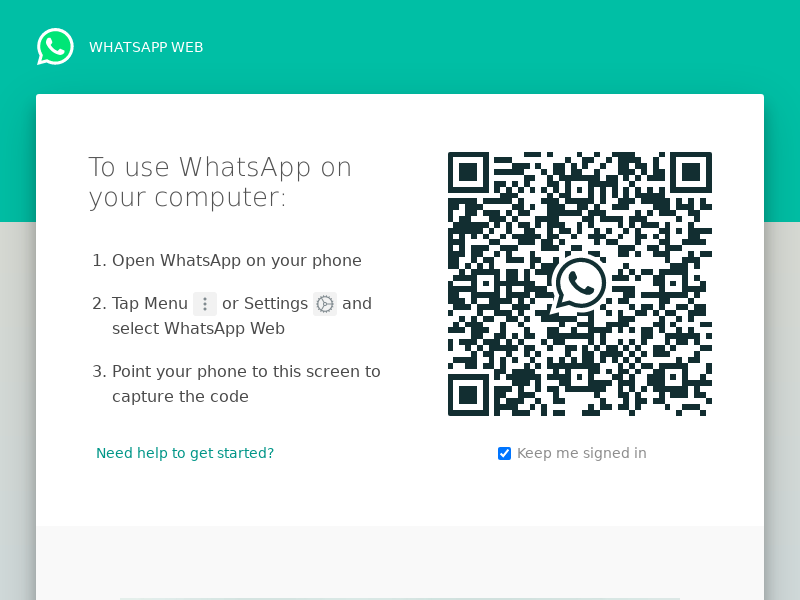 WHATSAPP WEB
To use WhatsApp on
your computer:
1. Open WhatsApp on your phone
2. Tap Menu or Settings and
select WhatsApp Web
3. Point your phone to this screen to
capture the code
Need help to get started?
Keep me signed in